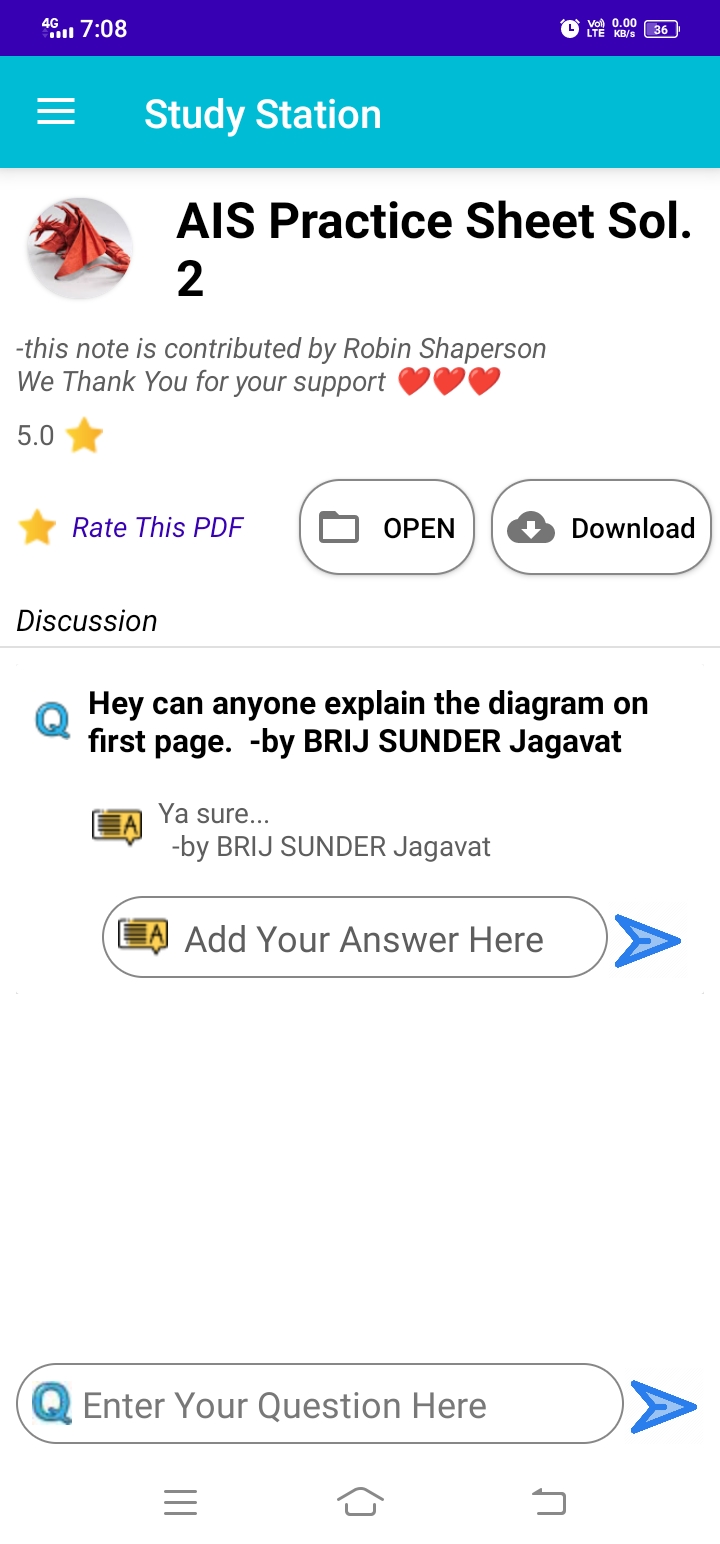 4G 7:08 Vo) LTE 0.00 KB/s 36
Study Station
AIS Practice Sheet Sol.
2
-this note is contributed by Robin Shaperson
We Thank You for your support ❤️❤️❤️
5.0
Rate This PDF OPEN Download
Discussion
Q Hey can anyone explain the diagram on
first page.  -by BRIJ SUNDER Jagavat
A Ya sure...
-by BRIJ SUNDER Jagavat
A Add Your Answer Here
Q Enter Your Question Here